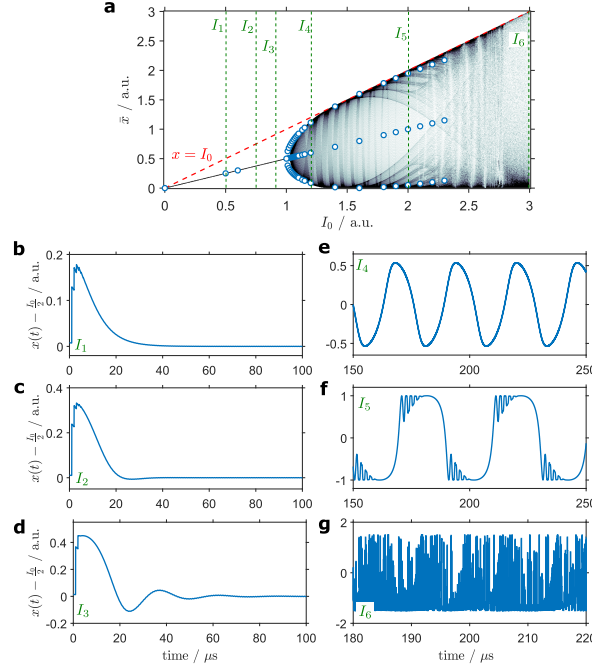 a
I₁
I₂
I₃
I₄
I₅
I₆
x̄ / a.u.
3
2.5
2
1.5
1
0.5
0
x = I₀
0 0.5 1.0 1.5 2.0 2.5 3
I₀ / a.u.
b
x(t) − I₀/2 / a.u.
0.2
0.1
0
I₁
0 20 40 60 80 100
c
x(t) − I₀/2 / a.u.
0.4
0.2
0
I₂
0 20 40 60 80 100
d
x(t) − I₀/2 / a.u.
0.4
0.2
0
-0.2
I₃
0 20 40 60 80 100
time / μs
e
I₄
0.5
0
-0.5
150 200 250
f
I₅
1
0
-1
150 200 250
g
2
0
-2
I₆
180 190 200 210 220
time / μs